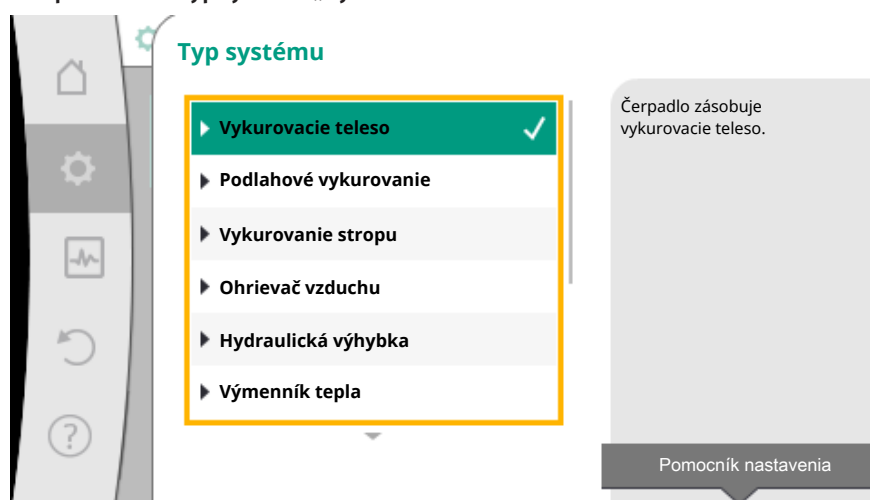 Typ systému
Vykurovacie teleso
Podlahové vykurovanie
Vykurovanie stropu
Ohrievač vzduchu
Hydraulická výhybka
Výmenník tepla
Čerpadlo zásobuje
vykurovacie teleso.
Pomocník nastavenia